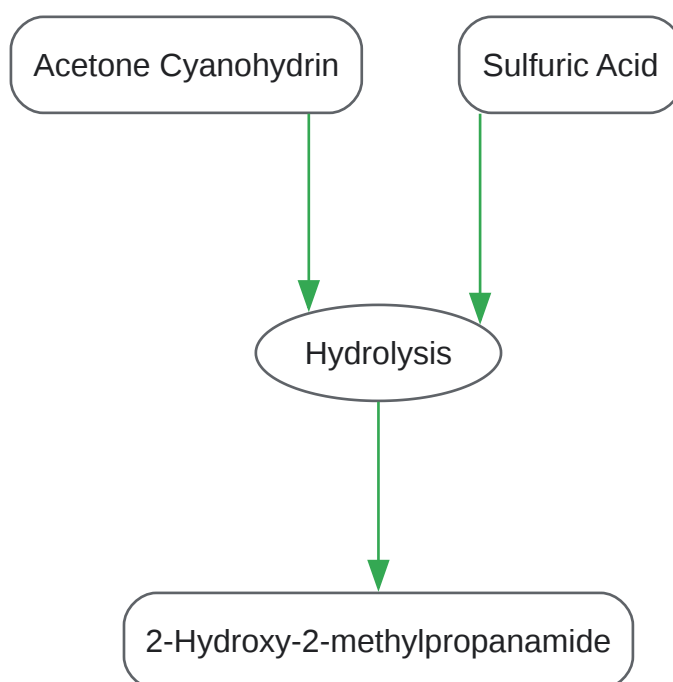 Acetone Cyanohydrin
Sulfuric Acid
Hydrolysis
2-Hydroxy-2-methylpropanamide